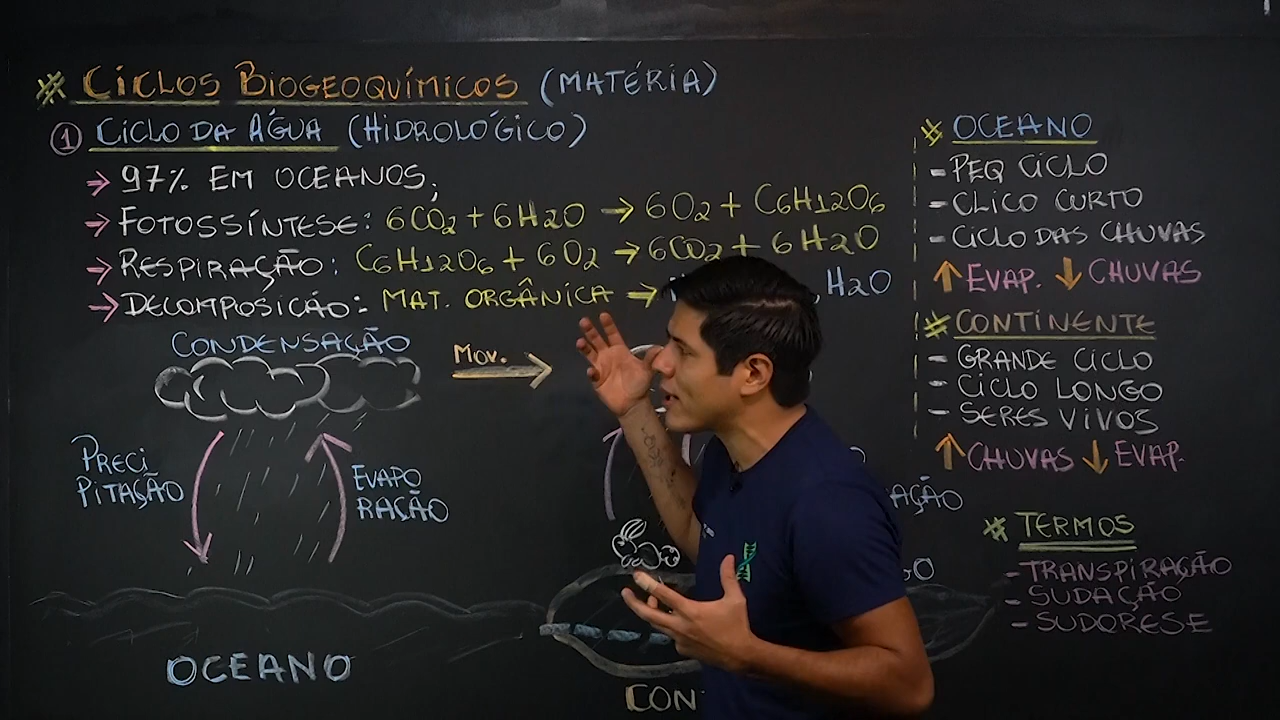 * CICLOS BIOGEOQUÍMICOS (MATÉRIA)
① CICLO DA ÁGUA (HIDROLÓGICO)
→ 97% EM OCEANOS;
→ FOTOSSÍNTESE: 6CO2 + 6H2O → 6O2 + C6H12O6
→ RESPIRAÇÃO: C6H12O6 + 6O2 → 6CO2 + 6H2O
→ DECOMPOSICÃO: MAT. ORGÂNICA → , H2O
CONDENSAÇÃO
MOV.
PRECI
PITAÇÃO
EVAPO
RAÇÃO
OCEANO
* OCEANO
- PEQ CICLO
- CLICO CURTO
- CICLO DAS CHUVAS
↑ EVAP. ↓ CHUVAS
* CONTINENTE
- GRANDE CICLO
- CICLO LONGO
- SERES VIVOS
↑ CHUVAS ↓ EVAP.
* TERMOS
- TRANSPIRAÇÃO
- SUDAÇÃO
- SUDORESE